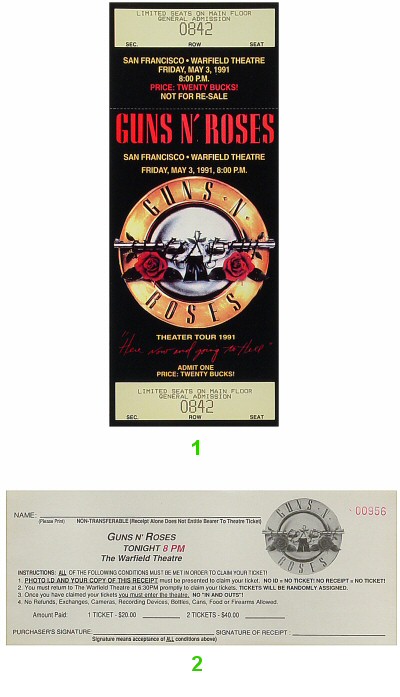 LIMITED SEATS ON MAIN FLOOR
GENERAL ADMISSION
0842
SEC. ROW SEAT
SAN FRANCISCO • WARFIELD THEATRE
FRIDAY, MAY 3, 1991
8:00 P.M.
PRICE: TWENTY BUCKS!
NOT FOR RE-SALE
GUNS N' ROSES
SAN FRANCISCO • WARFIELD THEATRE
FRIDAY, MAY 3, 1991, 8:00 P.M.
GUNS N
ROSES
THEATER TOUR 1991
"Here now and going to Hell"
ADMIT ONE
PRICE: TWENTY BUCKS!
LIMITED SEATS ON MAIN FLOOR
GENERAL ADMISSION
0842
SEC. ROW SEAT
1
NAME:
(Please Print) NON-TRANSFERABLE (Receipt Alone Does Not Entitle Bearer To Theatre Ticket)
GUNS N' ROSES
TONIGHT 8 PM
The Warfield Theatre
GUNS N
ROSES
00956
INSTRUCTIONS: ALL OF THE FOLLOWING CONDITIONS MUST BE MET IN ORDER TO CLAIM YOUR TICKET!
1. PHOTO I.D AND YOUR COPY OF THIS RECEIPT must be presented to claim your ticket. NO ID = NO TICKET! NO RECEIPT = NO TICKET!
2. You must return to The Warfield Theatre at 6:30PM promptly to claim your tickets. TICKETS WILL BE RANDOMLY ASSIGNED.
3. Once you have claimed your tickets you must enter the theatre. NO "IN AND OUTS"!
4. No Refunds, Exchanges, Cameras, Recording Devices, Bottles, Cans, Food or Firearms Allowed.
Amount Paid: 1 TICKET - $20.00 2 TICKETS - $40.00
PURCHASER'S SIGNATURE SIGNATURE OF RECEIPT:
Signature means acceptance of ALL conditions above)
2